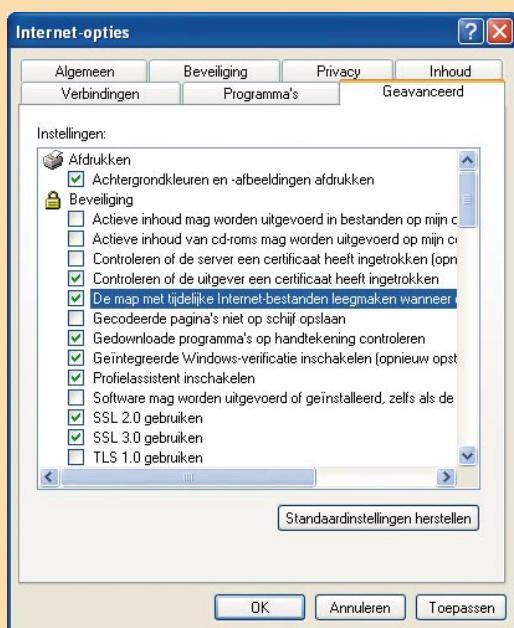 Internet-opties
Algemeen Beveiliging Privacy Inhoud
Verbindingen Programma's Geavanceerd
Instellingen:
Afdrukken
Achtergrondkleuren en -afbeeldingen afdrukken
Beveiliging
Actieve inhoud mag worden uitgevoerd in bestanden op mijn
Actieve inhoud van cd-roms mag worden uitgevoerd op mijn
Controleren of de server een certificaat heeft ingetrokken (opn
Controleren of de uitgever een certificaat heeft ingetrokken
De map met tijdelijke Internet-bestanden leegmaken wanneer
Gecodeerde pagina's niet op schijf opslaan
Gedownloade programma's op handtekening controleren
Geïntegreerde Windows-verificatie inschakelen (opnieuw opst
Profielassistent inschakelen
Software mag worden uitgevoerd of geïnstalleerd, zelfs als de
SSL 2.0 gebruiken
SSL 3.0 gebruiken
TLS 1.0 gebruiken
Standaardinstellingen herstellen
OK Annuleren Toepassen